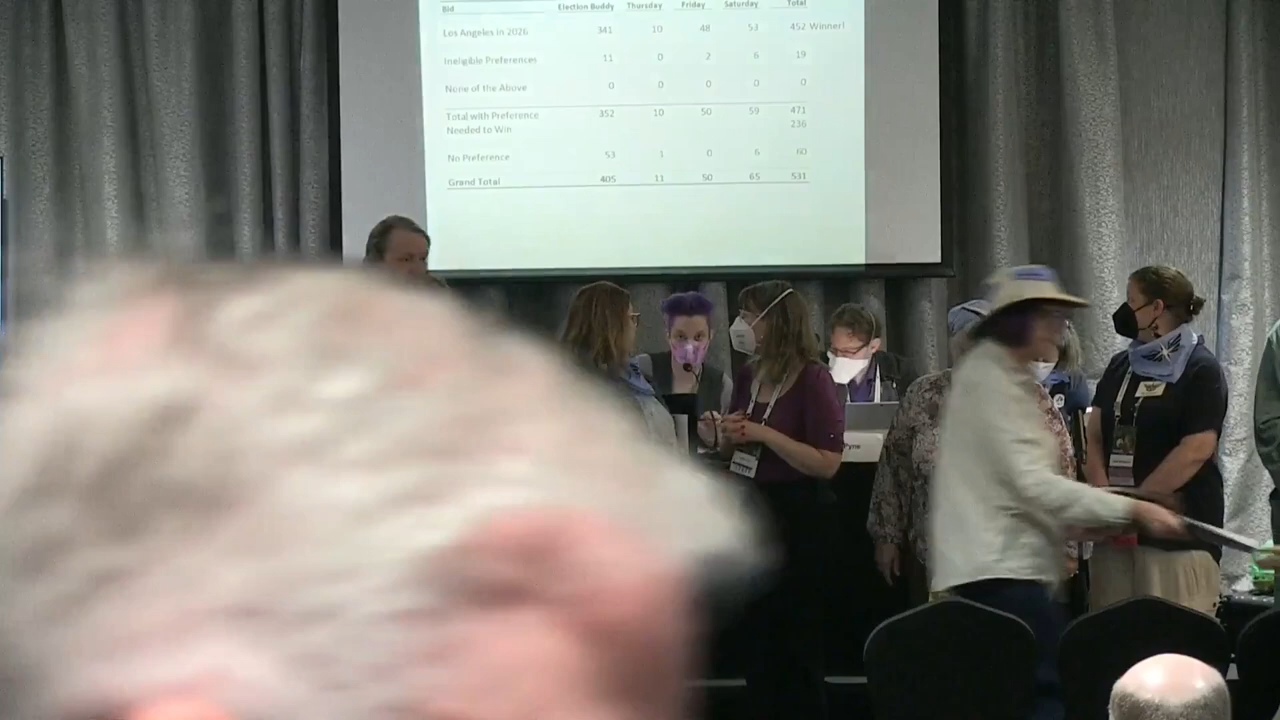 Bid Election Buddy Thursday Friday Saturday Total
Los Angeles in 2026 341 10 48 53 452 Winner!
Ineligible Preferences 11 0 2 6 19
None of the Above 0 0 0 0 0
Total with Preference 352 10 50 59 471
Needed to Win 236
No Preference 53 1 0 6 60
Grand Total 405 11 50 65 531
Pyne